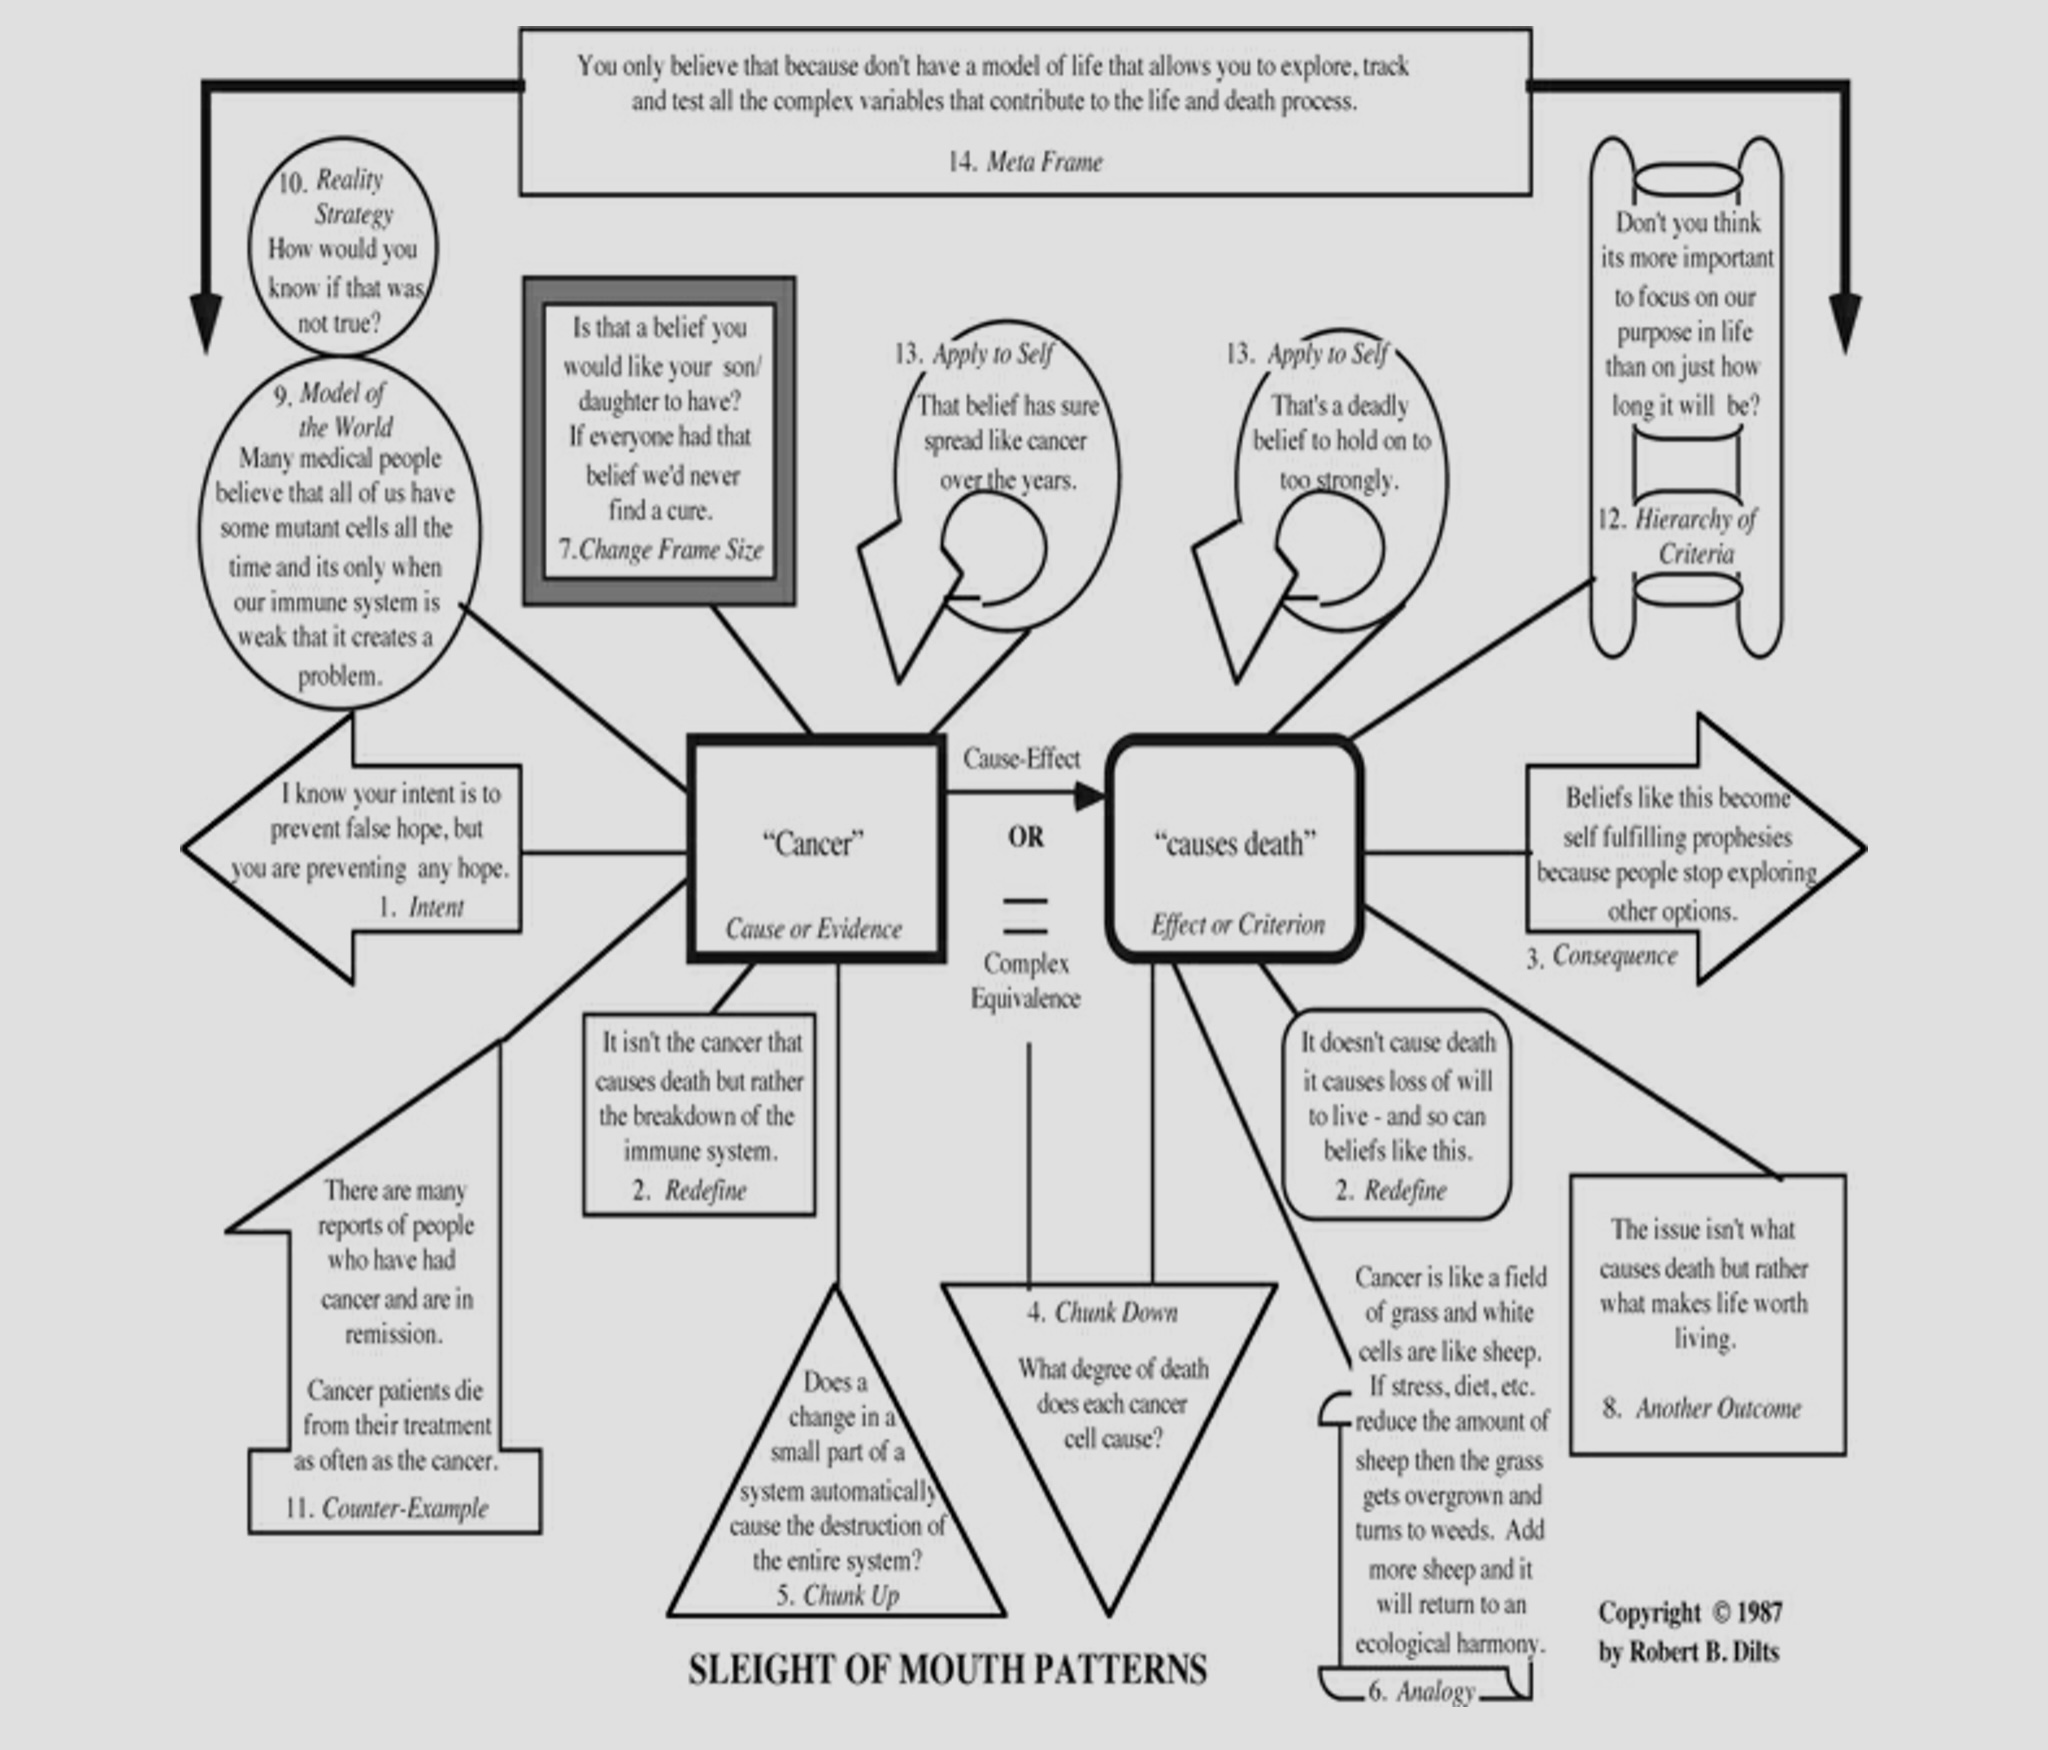 You only believe that because don't have a model of life that allows you to explore, track
and test all the complex variables that contribute to the life and death process.
14. Meta Frame
10. Reality
Strategy
How would you
know if that was
not true?
9. Model of
the World
Many medical people
believe that all of us have
some mutant cells all the
time and its only when
our immune system is
weak that it creates a
problem.
Is that a belief you
would like your son/
daughter to have?
If everyone had that
belief we'd never
find a cure.
7. Change Frame Size
13. Apply to Self
That belief has sure
spread like cancer
over the years.
13. Apply to Self
That's a deadly
belief to hold on to
too strongly.
Don't you think
its more important
to focus on our
purpose in life
than on just how
long it will be?
12. Hierarchy of
Criteria
I know your intent is to
prevent false hope, but
you are preventing any hope.
1. Intent
“Cancer”
Cause or Evidence
Cause-Effect
OR
=
Complex
Equivalence
“causes death”
Effect or Criterion
Beliefs like this become
self fulfilling prophesies
because people stop exploring
other options.
3. Consequence
There are many
reports of people
who have had
cancer and are in
remission.
Cancer patients die
from their treatment
as often as the cancer.
11. Counter-Example
It isn't the cancer that
causes death but rather
the breakdown of the
immune system.
2. Redefine
Does a
change in a
small part of a
system automatically
cause the destruction of
the entire system?
5. Chunk Up
4. Chunk Down
What degree of death
does each cancer
cell cause?
It doesn't cause death
it causes loss of will
to live - and so can
beliefs like this.
2. Redefine
Cancer is like a field
of grass and white
cells are like sheep.
If stress, diet, etc.
reduce the amount of
sheep then the grass
gets overgrown and
turns to weeds. Add
more sheep and it
will return to an
ecological harmony.
6. Analogy
The issue isn't what
causes death but rather
what makes life worth
living.
8. Another Outcome
SLEIGHT OF MOUTH PATTERNS
Copyright © 1987
by Robert B. Dilts